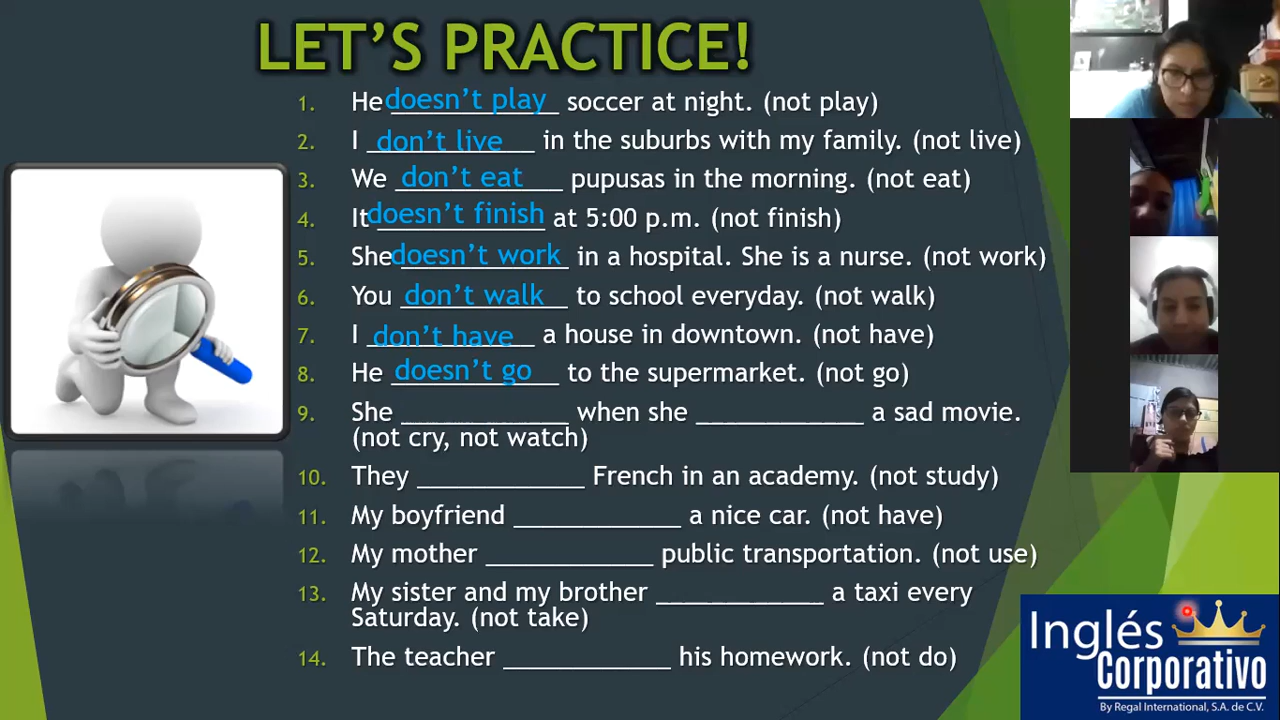 LET'S PRACTICE!
1. He doesn't play soccer at night. (not play)
2. I don't live in the suburbs with my family. (not live)
3. We don't eat pupusas in the morning. (not eat)
4. It doesn't finish at 5:00 p.m. (not finish)
5. She doesn't work in a hospital. She is a nurse. (not work)
6. You don't walk to school everyday. (not walk)
7. I don't have a house in downtown. (not have)
8. He doesn't go to the supermarket. (not go)
9. She ____________ when she ____________ a sad movie.
(not cry, not watch)
10. They ____________ French in an academy. (not study)
11. My boyfriend ____________ a nice car. (not have)
12. My mother ____________ public transportation. (not use)
13. My sister and my brother ____________ a taxi every
Saturday. (not take)
14. The teacher ____________ his homework. (not do)
Inglés
Corporativo
By Regal International, S.A. de C.V.